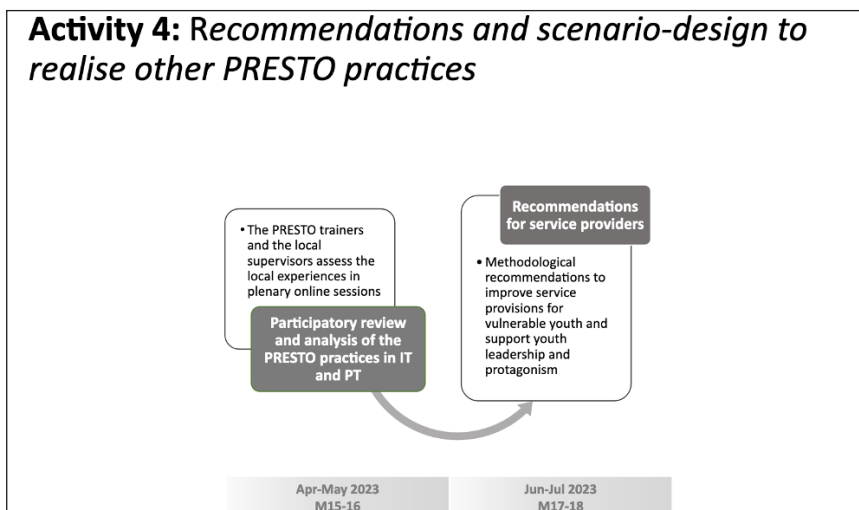 Activity 4: Recommendations and scenario-design to
realise other PRESTO practices
• The PRESTO trainers
and the local
supervisors assess the
local experiences in
plenary online sessions
Participatory review
and analysis of the
PRESTO practices in IT
and PT
Recommendations
for service providers
• Methodological
recommendations to
improve service
provisions for
vulnerable youth and
support youth
leadership and
protagonism
Apr-May 2023
M15-16
Jun-Jul 2023
M17-18